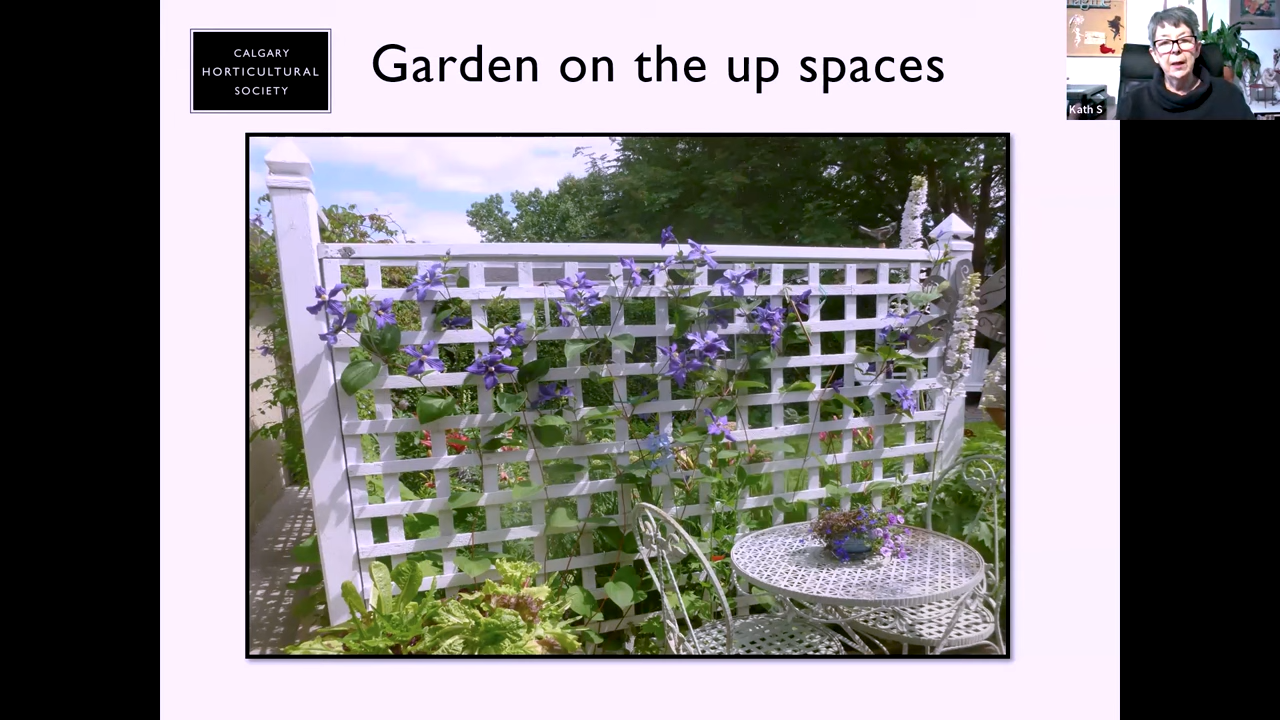 CALGARY
HORTICULTURAL
SOCIETY
Garden on the up spaces
Kath S